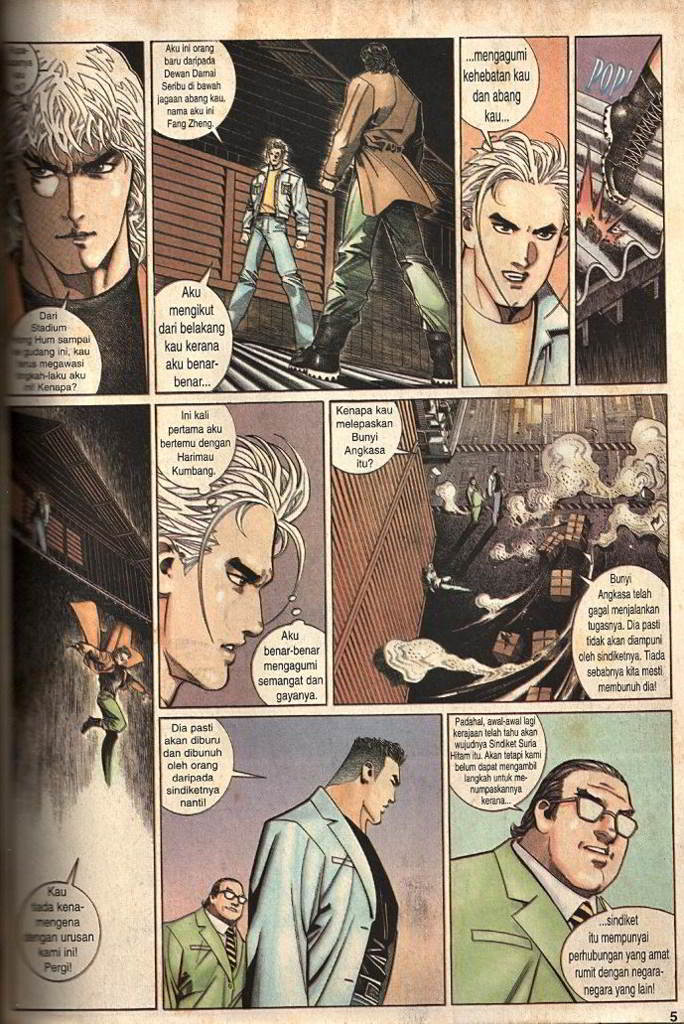 Dari
Stadium
Hum sampai
gudang ini, kau
megawasi
aku
Kenapa?
Aku ini orang
baru daripada
Dewan Damai
Seribu di bawah
jagaan abang kau,
nama aku ini
Fang Zheng.
Aku
mengikut
dari belakang
kau kerana
aku benar-
benar...
...mengagumi
kehebatan kau
dan abang
kau...
POP!
Kau
tiada kena-
mengena
dengan urusan
kami ini!
Pergi!
Ini kali
pertama aku
bertemu dengan
Harimau
Kumbang.
Aku
benar-benar
mengagumi
semangat dan
gayanya.
Kenapa kau
melepaskan
Bunyi
Angkasa
itu?
Bunyi
Angkasa telah
gagal menjalankan
tugasnya. Dia pasti
tidak akan diampuni
oleh sindiketnya. Tiada
sebabnya kita mesti
membunuh dia!
Dia pasti
akan diburu
dan dibunuh
oleh orang
daripada
sindiketnya
nanti!
Padahal, awal-awal lagi
kerajaan telah tahu akan
wujudnya Sindiket Suria
Hitam itu. Akan tetapi kami
belum dapat mengambil
langkah untuk me-
numpaskannya
kerana...
...sindiket
itu mempunyai
perhubungan yang amat
rumit dengan negara-
negara yang lain!
5